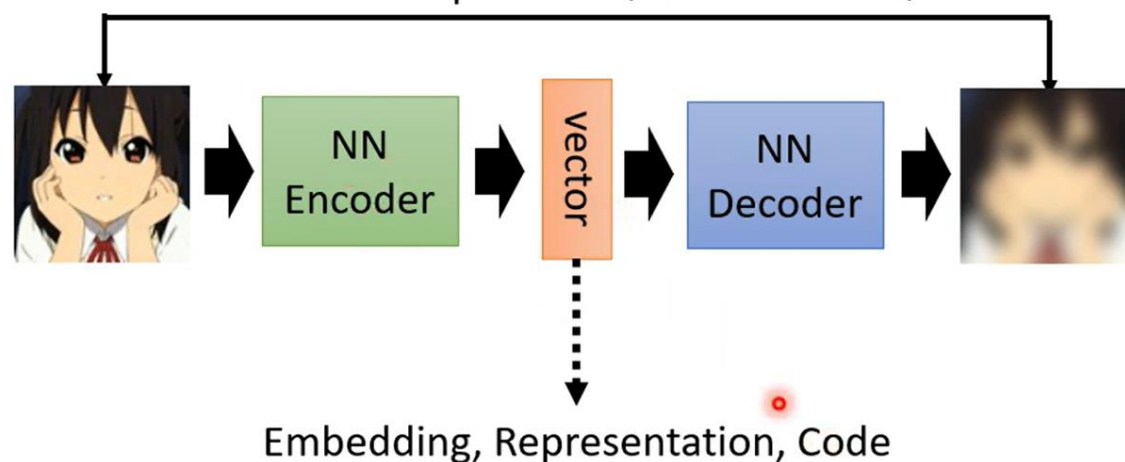 NN
Encoder
vector
NN
Decoder
Embedding, Representation, Code